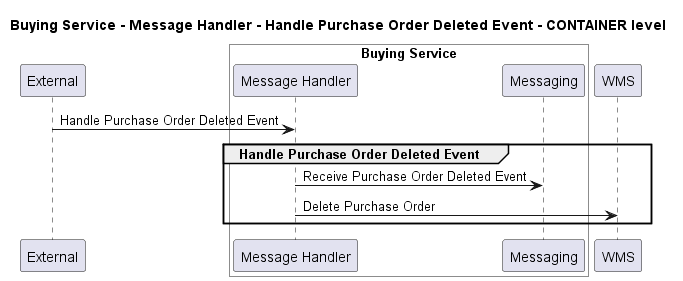 Buying Service - Message Handler - Handle Purchase Order Deleted Event - CONTAINER level
Buying Service
External
Message Handler
Messaging
WMS
Handle Purchase Order Deleted Event
Handle Purchase Order Deleted Event
Receive Purchase Order Deleted Event
Delete Purchase Order
External
Message Handler
Messaging
WMS